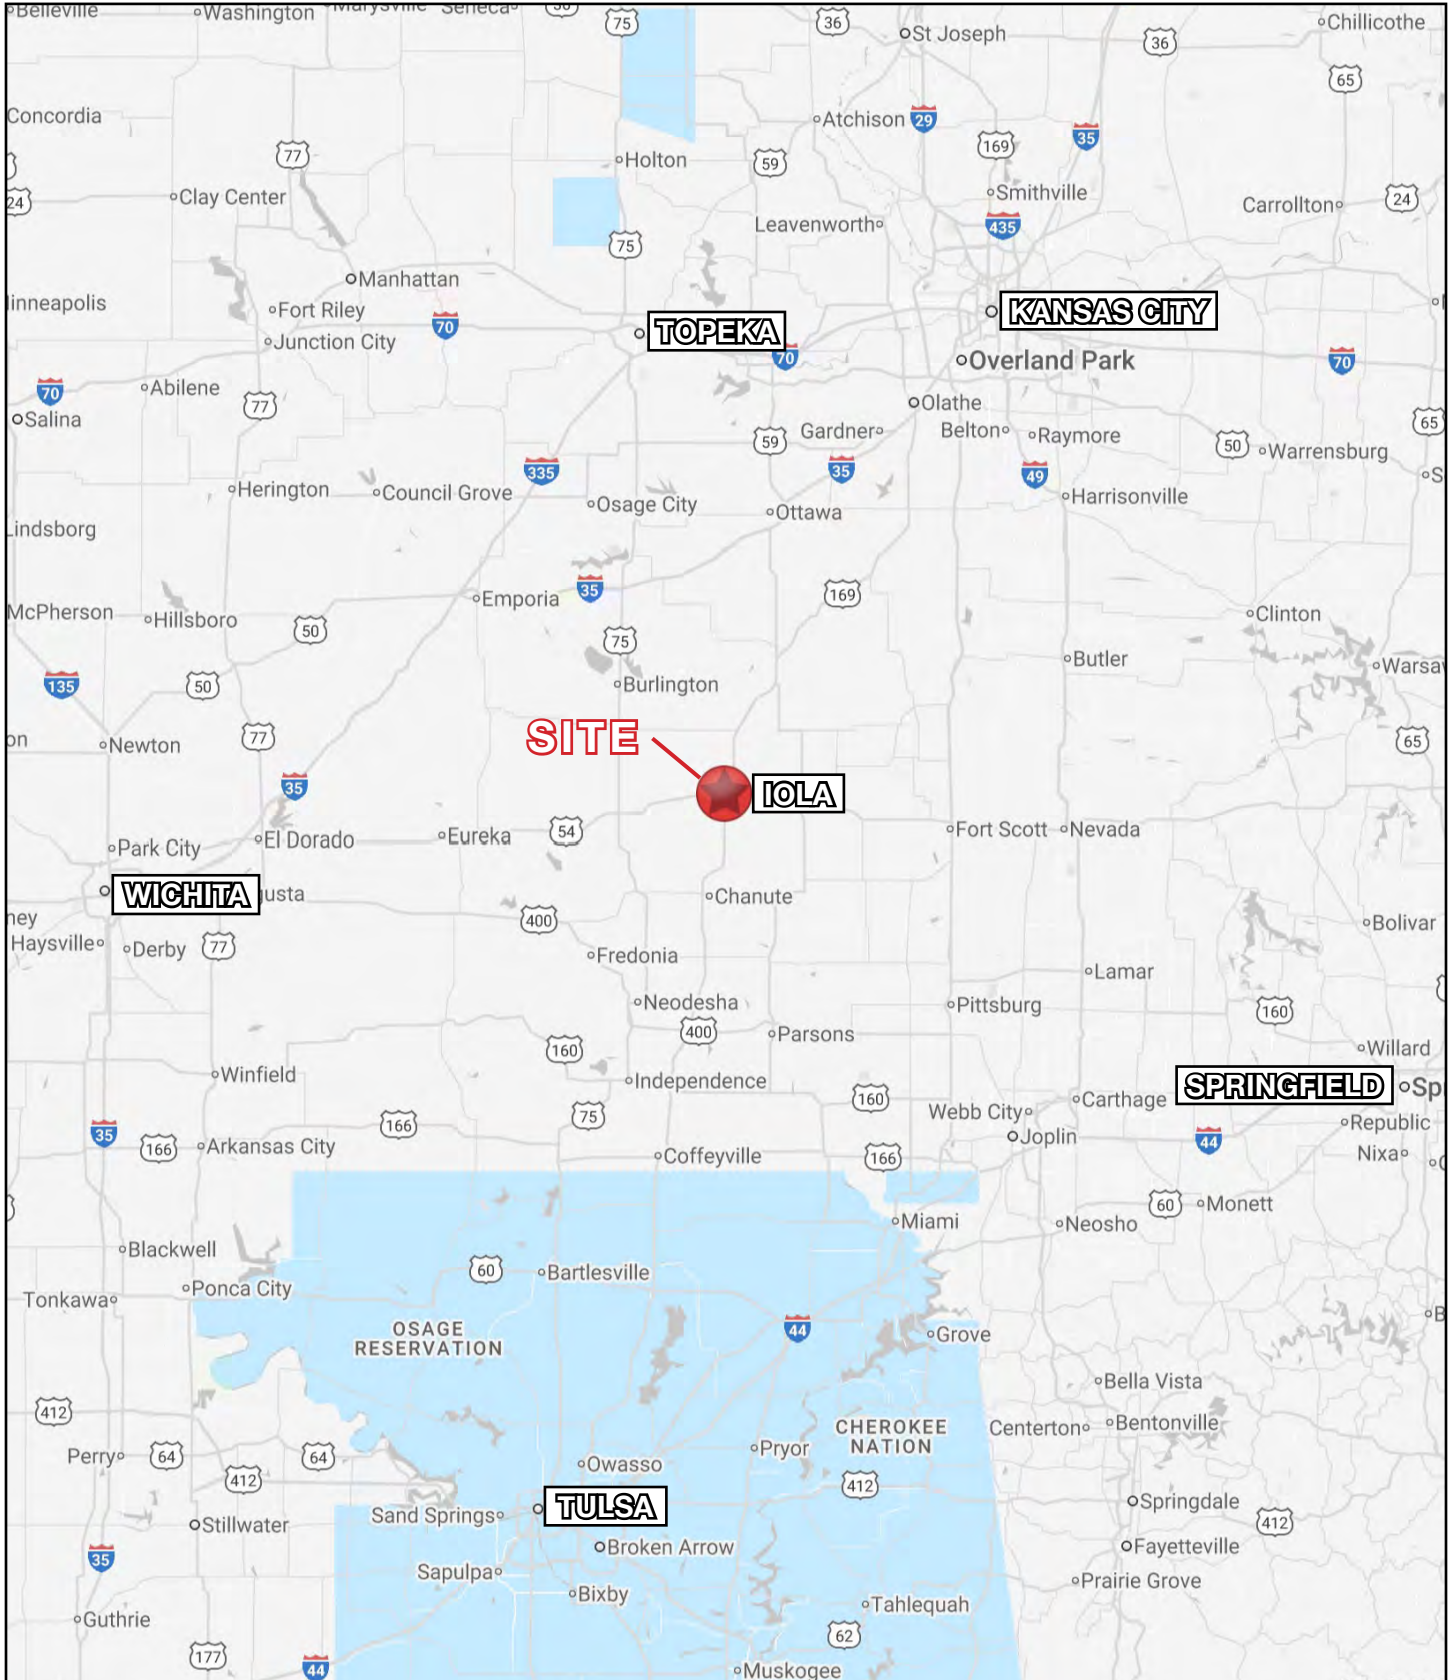 Belleville
Washington
Marysville
Seneca
36
75
36
St Joseph
36
Chillicothe
65
Concordia
Atchison
29
35
77
Holton
59
169
24
Clay Center
Smithville
Carrollton
24
Leavenworth
435
75
Manhattan
inneapolis
Fort Riley
70
TOPEKA
KANSAS CITY
Junction City
70
Overland Park
70
70
Abilene
77
Salina
Olathe
65
59
Gardner
Belton
Raymore
50
Warrensburg
335
35
49
S
Herington
Council Grove
Osage City
Harrisonville
Ottawa
Lindsborg
Emporia
35
169
McPherson
Hillsboro
50
Clinton
75
Butler
Warsaw
135
50
Burlington
on
Newton
77
SITE
65
35
IOLA
Park City
El Dorado
Eureka
54
Fort Scott
Nevada
WICHITA
gusta
Chanute
ney
400
Bolivar
Haysville
Derby
77
Fredonia
Lamar
Neodesha
Pittsburg
160
400
Parsons
160
Willard
Winfield
Independence
SPRINGFIELD
Sp
160
Webb City
Carthage
75
166
Republic
35
166
Arkansas City
Joplin
44
Coffeyville
166
Nixa
Miami
60
Monett
Neosho
Blackwell
60
Bartlesville
Ponca City
Tonkawa
B
OSAGE
RESERVATION
44
Grove
Bella Vista
412
Centerton
Bentonville
CHEROKEE
NATION
Perry
64
64
Pryor
Owasso
412
412
Sand Springs
TULSA
Springdale
Stillwater
412
35
Broken Arrow
Fayetteville
Sapulpa
Prairie Grove
Bixby
Tahlequah
Guthrie
62
177
44
Muskogee